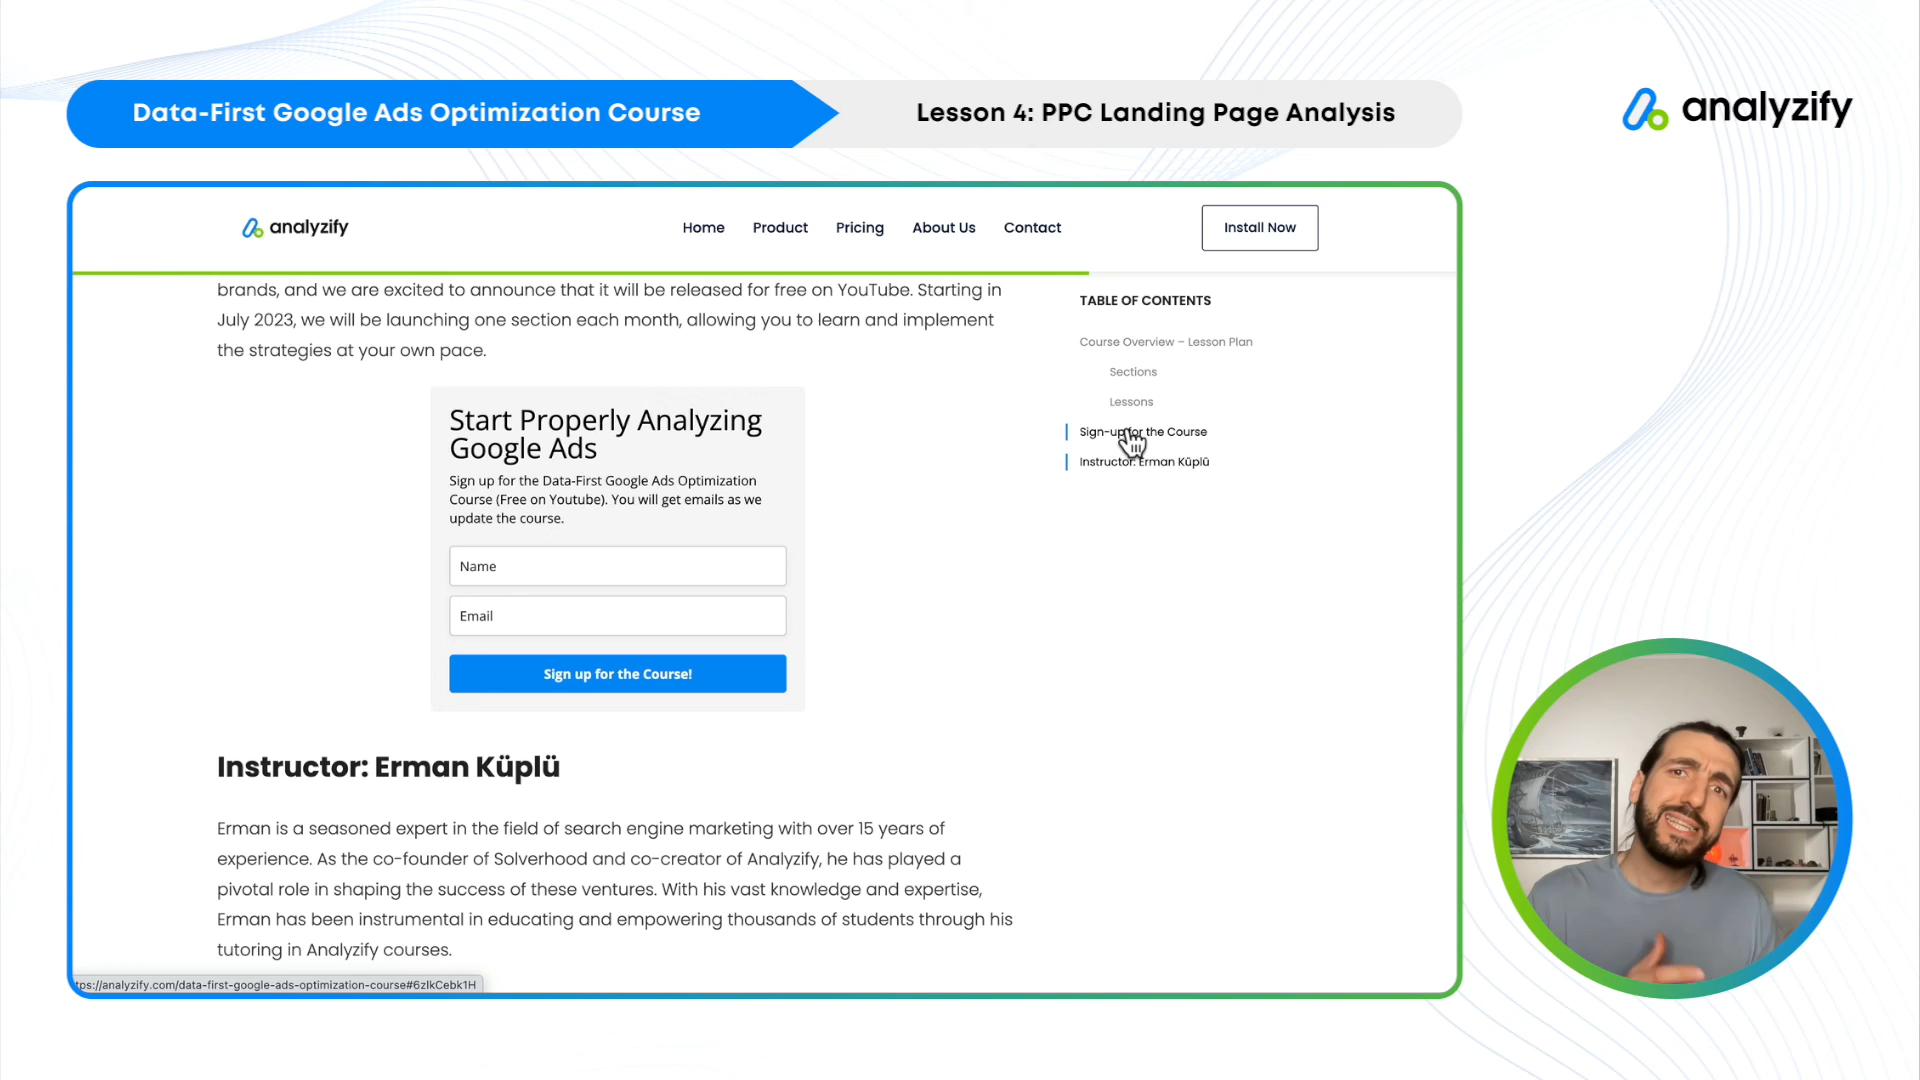 Data-First Google Ads Optimization Course
Lesson 4: PPC Landing Page Analysis
analyzify
analyzify
Home
Product
Pricing
About Us
Contact
Install Now
brands, and we are excited to announce that it will be released for free on YouTube. Starting in
July 2023, we will be launching one section each month, allowing you to learn and implement
the strategies at your own pace.
Start Properly Analyzing
Google Ads
Sign up for the Data-First Google Ads Optimization
Course (Free on Youtube). You will get emails as we
update the course.
Name
Email
Sign up for the Course!
Instructor: Erman Küplü
Erman is a seasoned expert in the field of search engine marketing with over 15 years of
experience. As the co-founder of Solverhood and co-creator of Analyzify, he has played a
pivotal role in shaping the success of these ventures. With his vast knowledge and expertise,
Erman has been instrumental in educating and empowering thousands of students through his
tutoring in Analyzify courses.
TABLE OF CONTENTS
Course Overview – Lesson Plan
Sections
Lessons
Sign-up for the Course
Instructor: Erman Küplü
tps://analyzify.com/data-first-google-ads-optimization-course#6zlkCebk1H